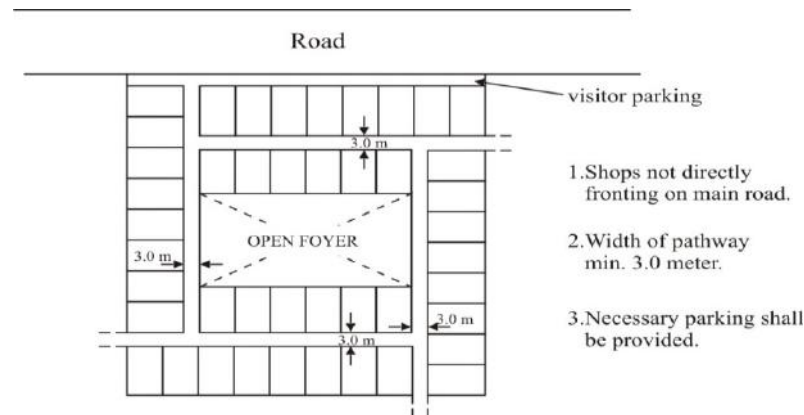 Road
visitor parking
3.0 m
1.Shops not directly
fronting on main road.
OPEN FOYER
2.Width of pathway
min. 3.0 meter.
3.0 m
3.0 m
3.Necessary parking shall
be provided.
3.0 m